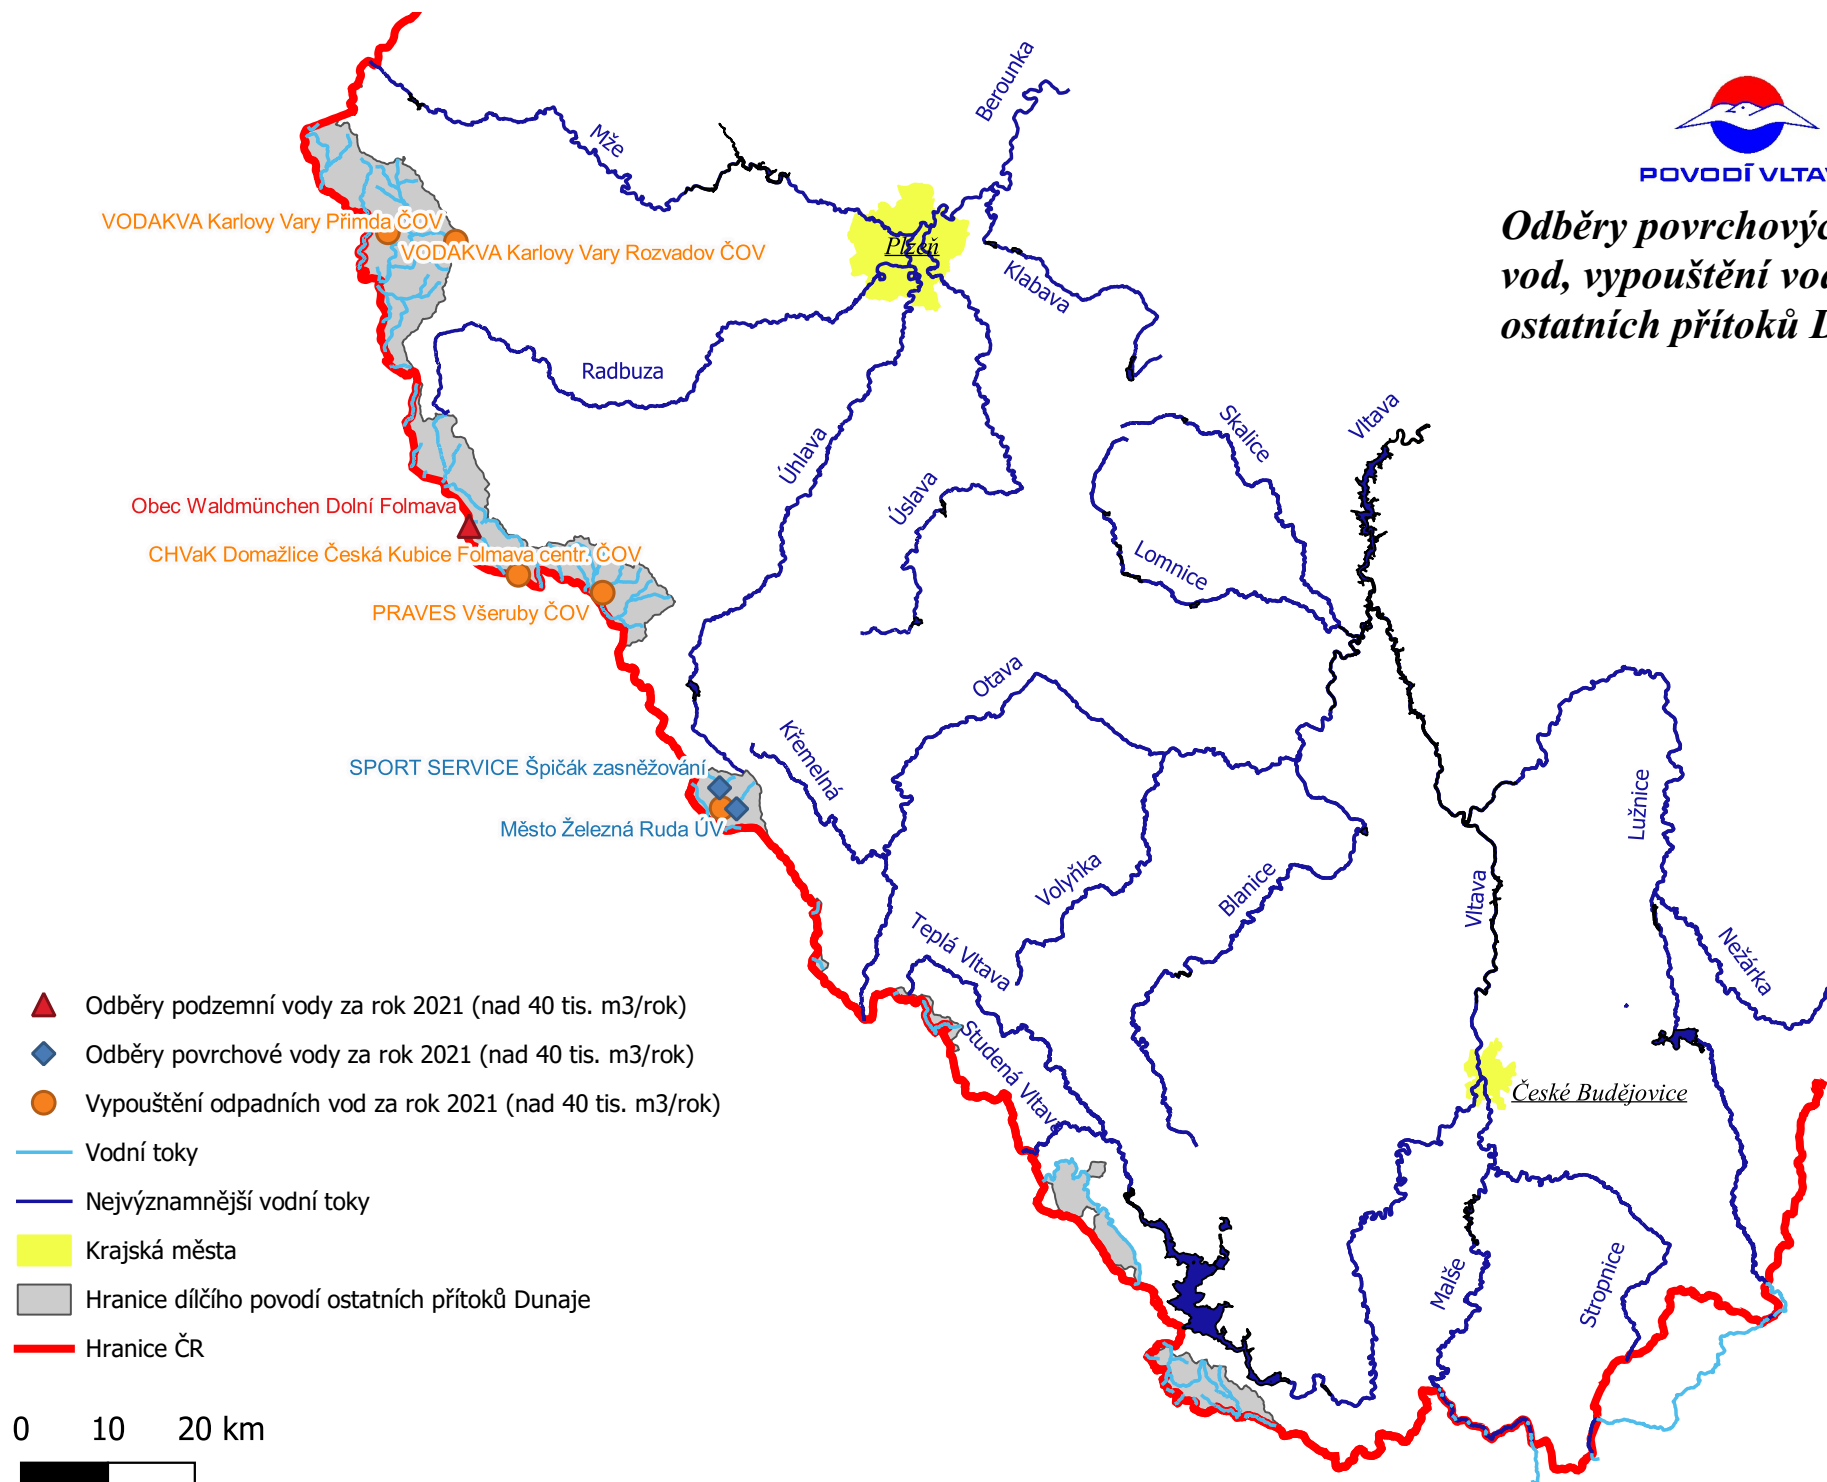 Berounka
Mže
POVODÍ VLTAV
Odběry povrchovýc
vod, vypouštění vod
ostatních přítoků D
VODAKVA Karlovy Vary Přimda ČOV
VODAKVA Karlovy Vary Rozvadov ČOV
Plzeň
Klabava
Radbuza
Skalice
Vltava
Úhlava
Úslava
Obec Waldmünchen Dolní Folmava
CHVaK Domažlice Česká Kubice Folmava centr. ČOV
Lomnice
PRAVES Všeruby ČOV
Otava
Křemelná
SPORT SERVICE Špičák zasněžování
Město Železná Ruda ÚV
Lužnice
Volyňka
Blanice
Vltava
Teplá Vltava
Nežárka
Studená Vltava
České Budějovice
Malše
Stropnice
Odběry podzemní vody za rok 2021 (nad 40 tis. m3/rok)
Odběry povrchové vody za rok 2021 (nad 40 tis. m3/rok)
Vypouštění odpadních vod za rok 2021 (nad 40 tis. m3/rok)
Vodní toky
Nejvýznamnější vodní toky
Krajská města
Hranice dílčího povodí ostatních přítoků Dunaje
Hranice ČR
0 10 20 km